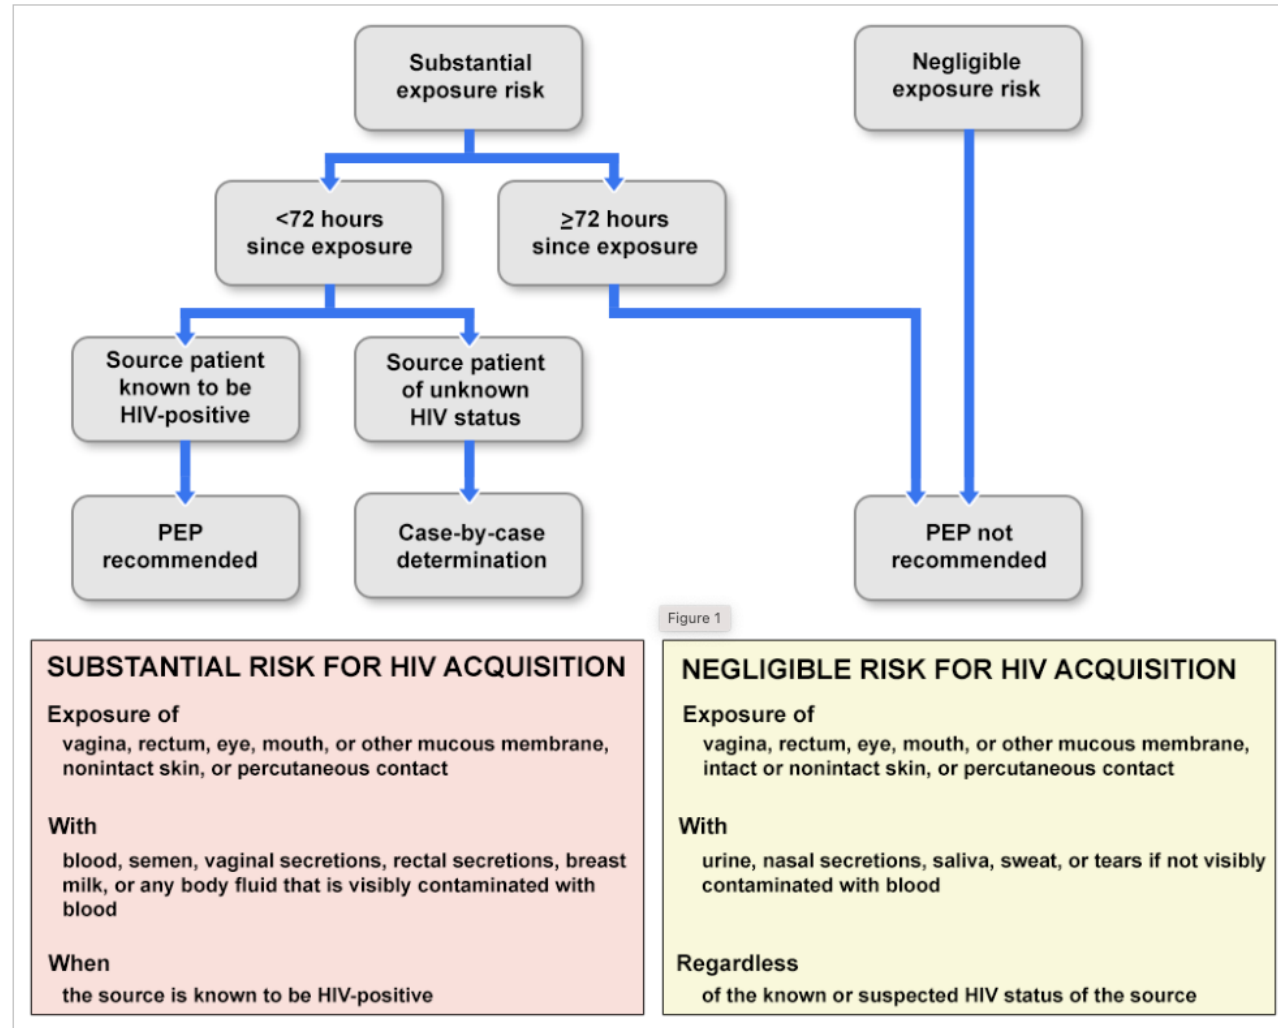 Substantial
exposure risk
Negligible
exposure risk
<72 hours
since exposure
≥72 hours
since exposure
Source patient
known to be
HIV-positive
Source patient
of unknown
HIV status
PEP
recommended
Case-by-case
determination
PEP not
recommended
Figure 1
SUBSTANTIAL RISK FOR HIV ACQUISITION
Exposure of
vagina, rectum, eye, mouth, or other mucous membrane,
nonintact skin, or percutaneous contact
With
blood, semen, vaginal secretions, rectal secretions, breast
milk, or any body fluid that is visibly contaminated with
blood
When
the source is known to be HIV-positive
NEGLIGIBLE RISK FOR HIV ACQUISITION
Exposure of
vagina, rectum, eye, mouth, or other mucous membrane,
intact or nonintact skin, or percutaneous contact
With
urine, nasal secretions, saliva, sweat, or tears if not visibly
contaminated with blood
Regardless
of the known or suspected HIV status of the source